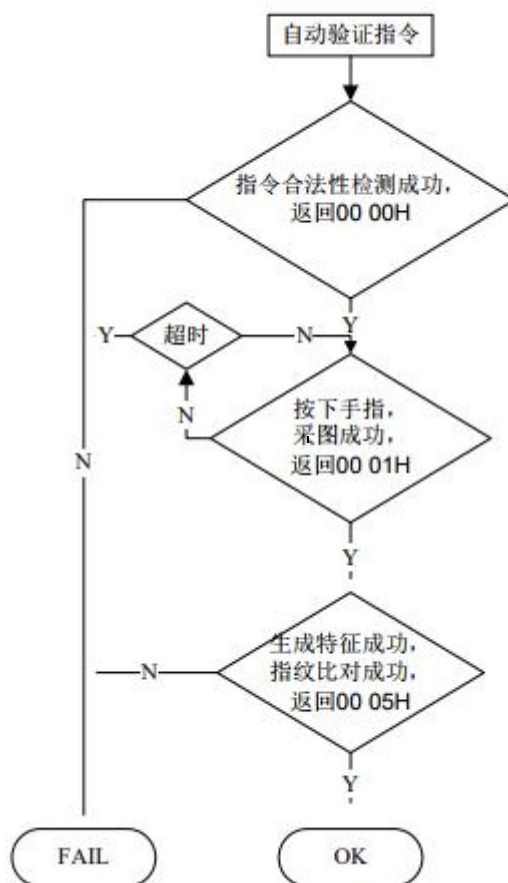 自动验证指令
指令合法性检测成功，
返回00 00H
Y
Y
超时
N
按下手指，
采图成功，
返回00 01H
N
N
Y
生成特征成功，
指纹比对成功，
返回00 05H
N
Y
FAIL
OK